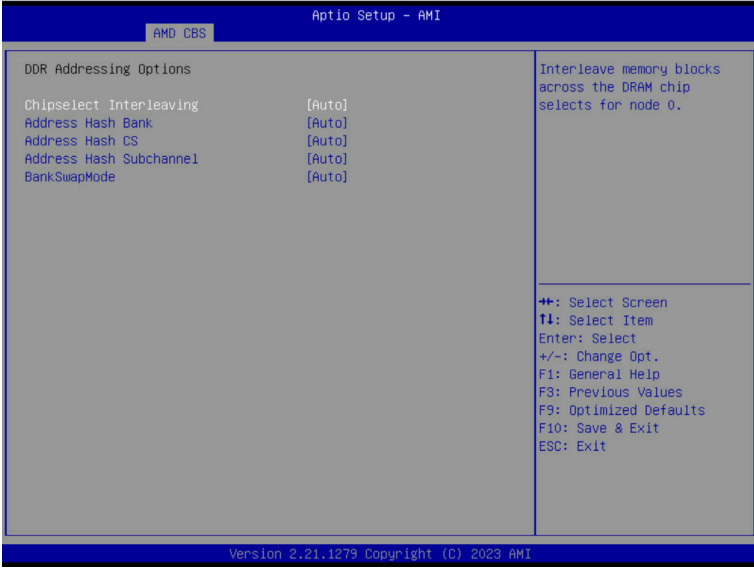 Aptio Setup – AMI
AMD CBS
DDR Addressing Options
Chipselect Interleaving [Auto]
Address Hash Bank [Auto]
Address Hash CS [Auto]
Address Hash Subchannel [Auto]
BankSwapMode [Auto]
Interleave memory blocks
across the DRAM chip
selects for node 0.
→←: Select Screen
↑↓: Select Item
Enter: Select
+/-: Change Opt.
F1: General Help
F3: Previous Values
F9: Optimized Defaults
F10: Save & Exit
ESC: Exit
Version 2.21.1279 Copyright (C) 2023 AMI